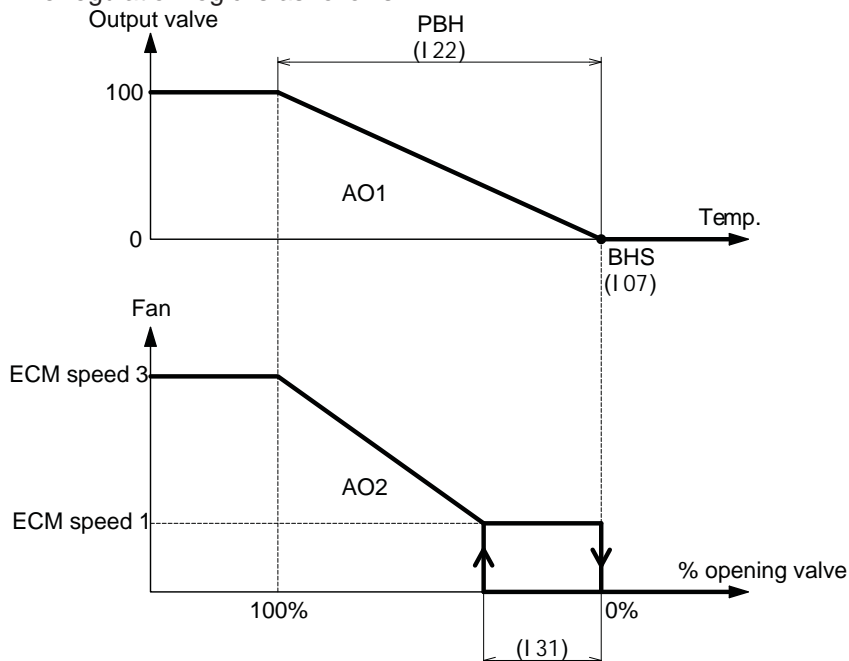 Output valve
PBH
(I 22)
100
AO1
Temp.
0
BHS
(I 07)
Fan
ECM speed 3
AO2
ECM speed 1
% opening valve
100%
0%
(I 31)